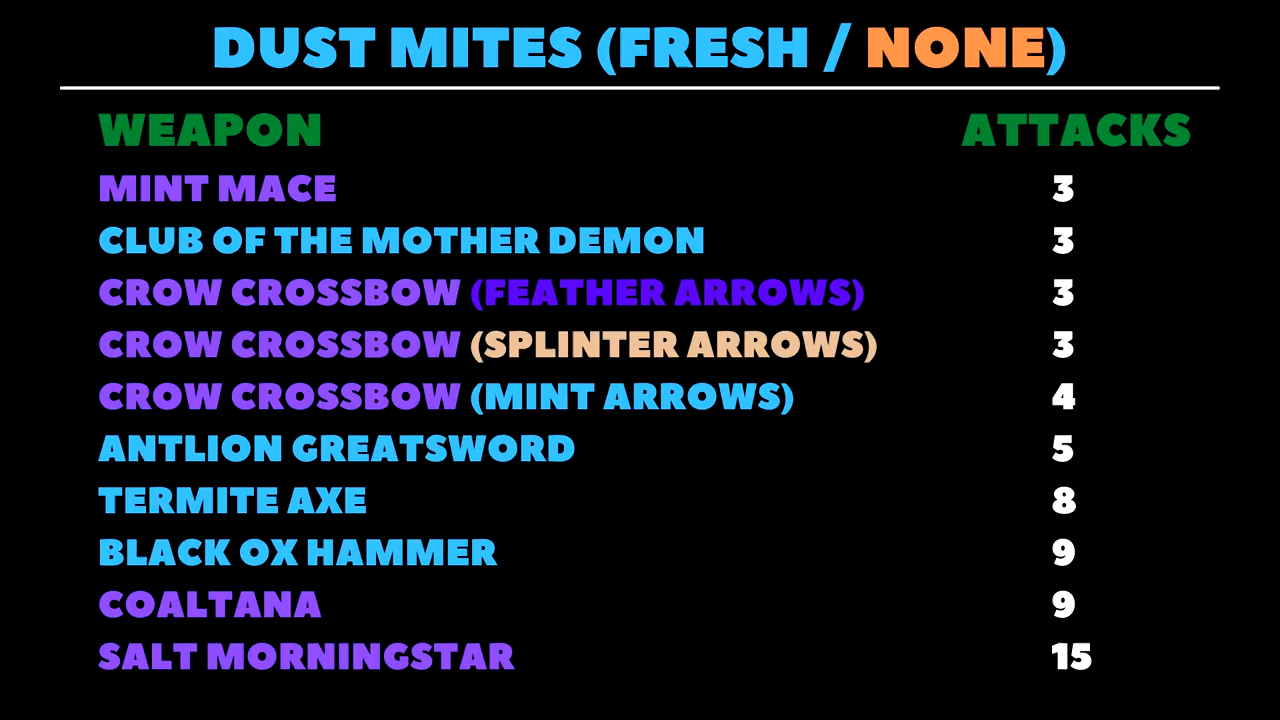 DUST MITES (FRESH / NONE)
WEAPON ATTACKS
MINT MACE 3
CLUB OF THE MOTHER DEMON 3
CROW CROSSBOW (FEATHER ARROWS) 3
CROW CROSSBOW (SPLINTER ARROWS) 3
CROW CROSSBOW (MINT ARROWS) 4
ANTLION GREATSWORD 5
TERMITE AXE 8
BLACK OX HAMMER 9
COALTANA 9
SALT MORNINGSTAR 15